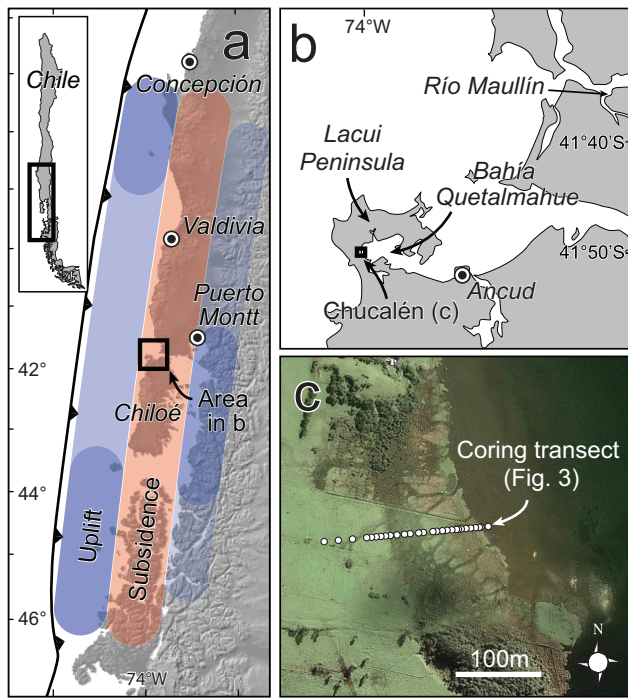 a
Chile
Concepción
Valdivia
Puerto
Montt
42°
Area
in b
Chiloé
44°
Uplift
Subsidence
46°
74°W
b
74°W
Río Maullín
41°40'S
Lacui
Peninsula
Bahía
Quetalmahue
41°50'S
Chucalén (c)
Ancud
c
Coring transect
(Fig. 3)
N
100m